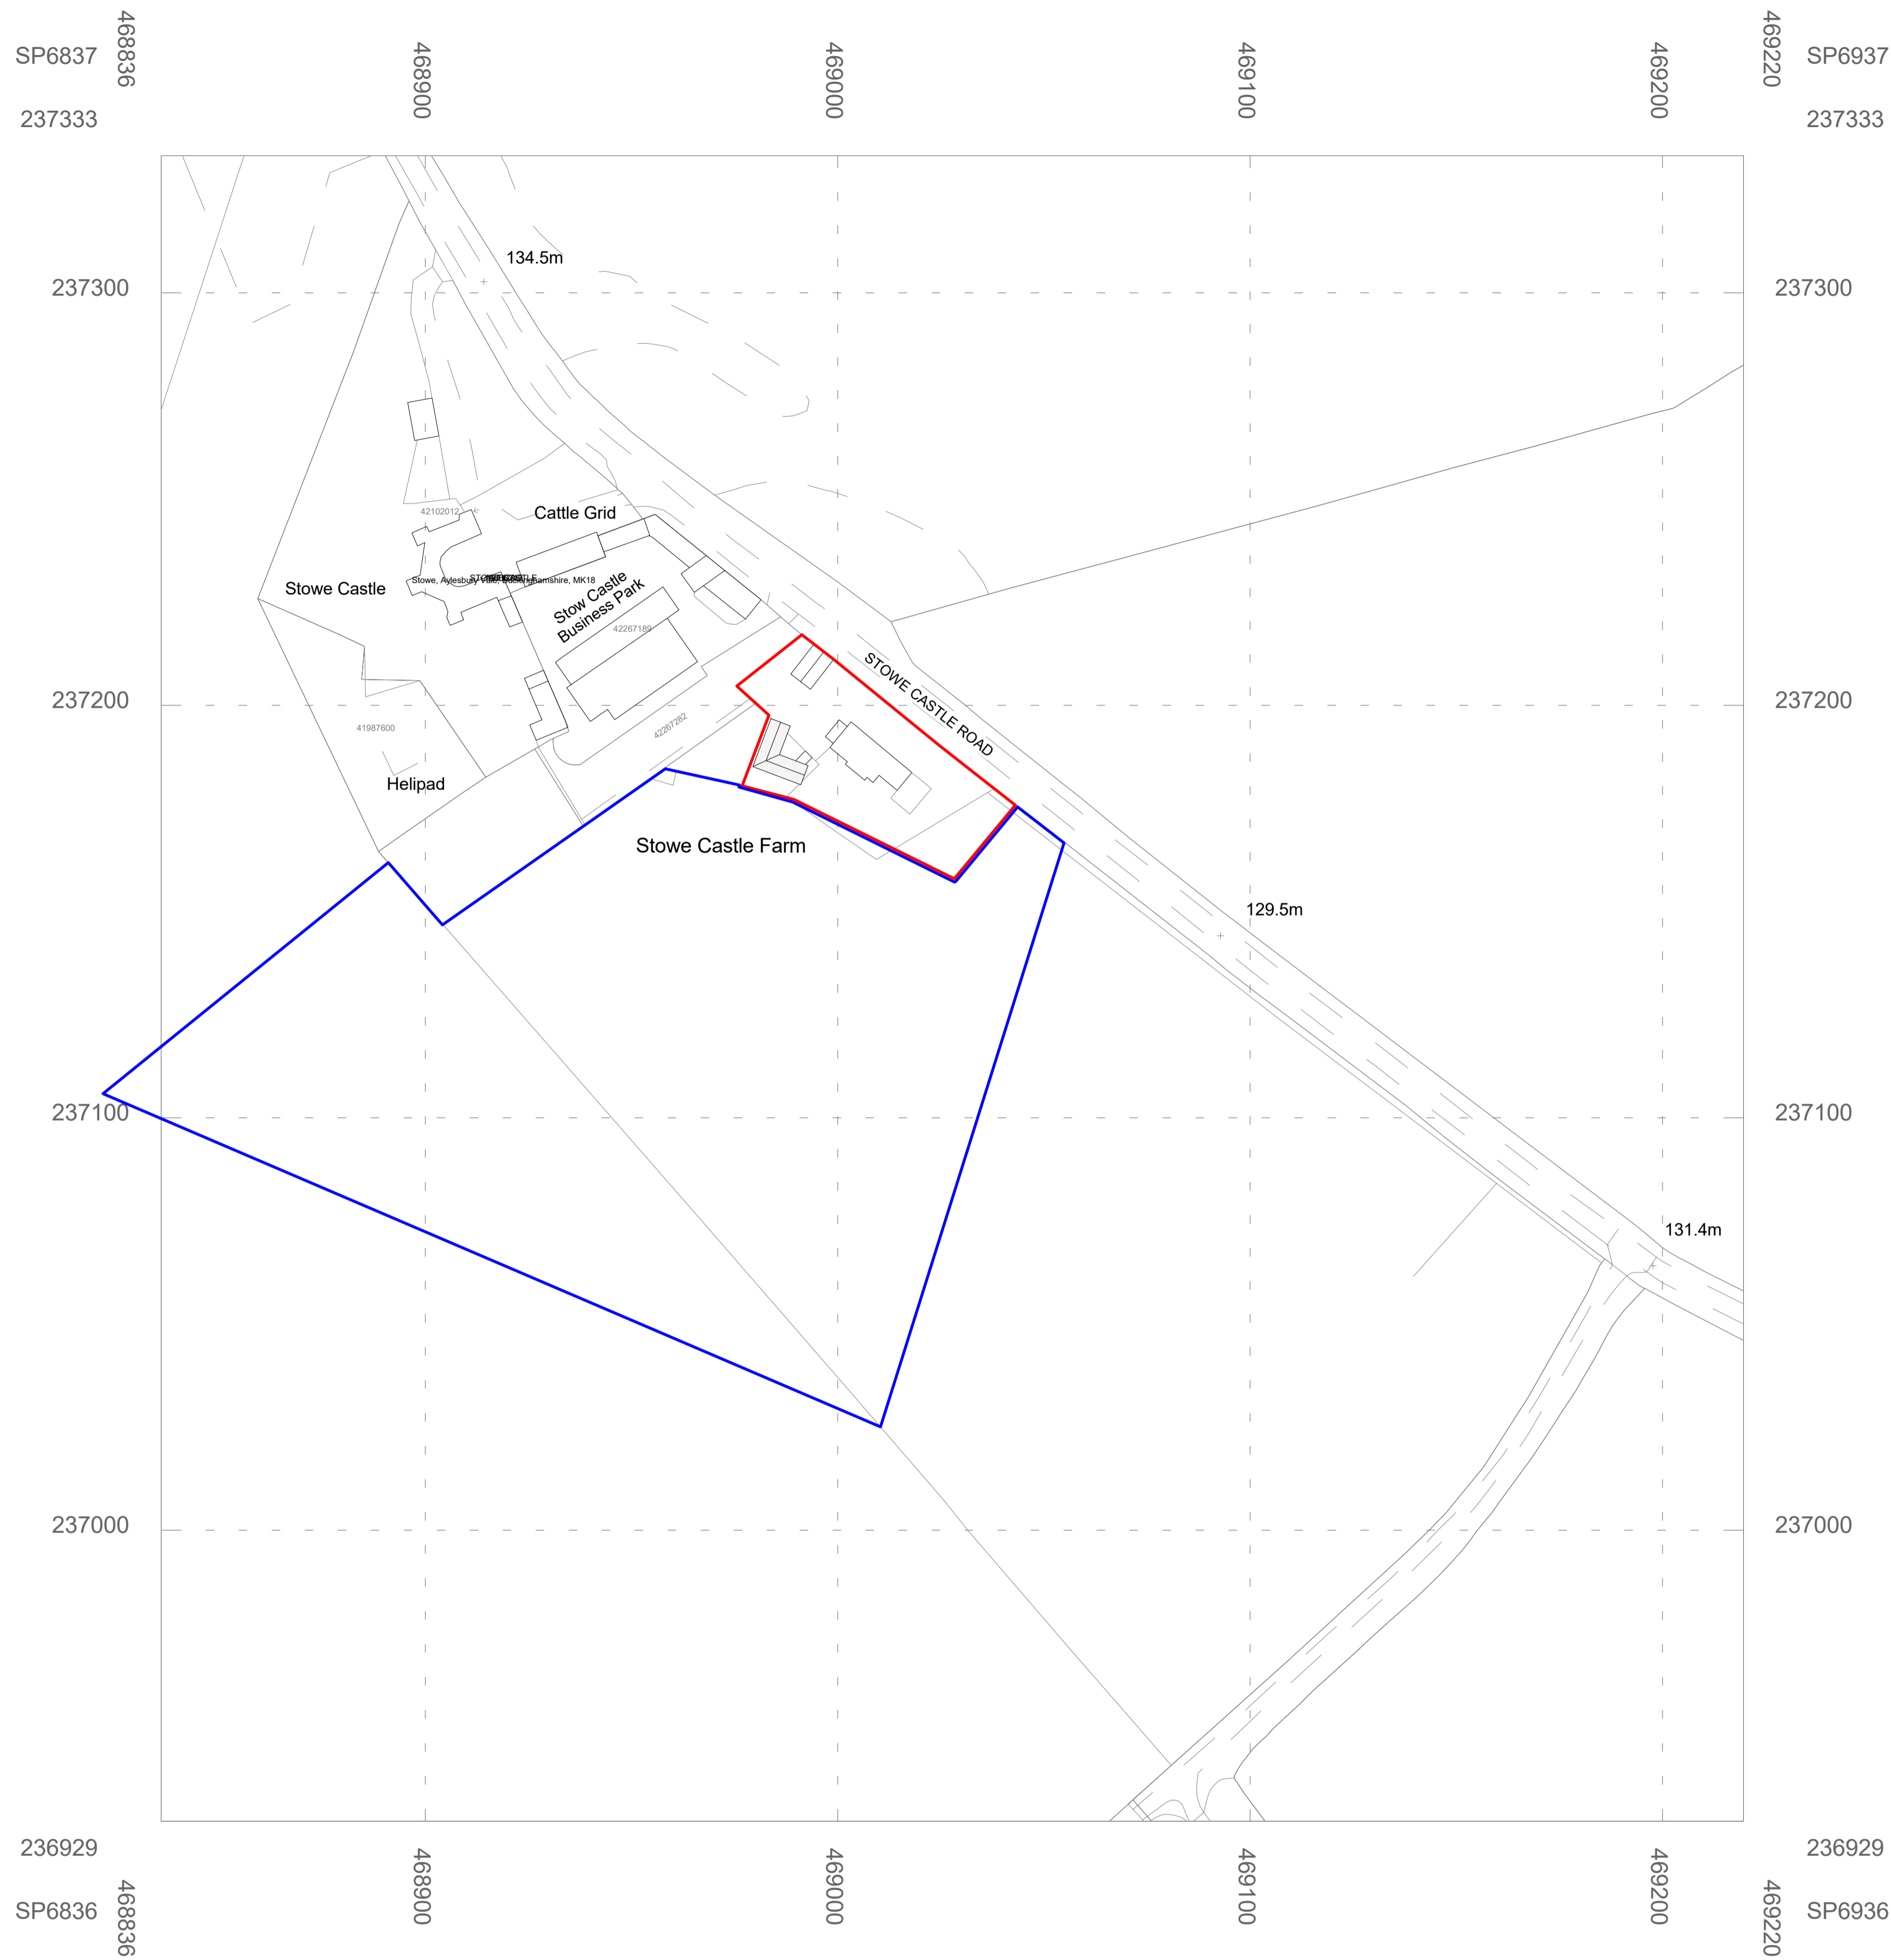 SP6837
468836
468900
469000
469100
469200
469220
SP6937
237333
237333
134.5m
237300
237300
42102012
Cattle Grid
Stowe Castle
Stowe, Aylesbury Vale, Buckinghamshire, MK18
Stow Castle
Business Park
42267189
STOWE CASTLE ROAD
237200
237200
41987600
42267282
Helipad
Stowe Castle Farm
129.5m
237100
237100
131.4m
237000
237000
236929
236929
SP6836
468836
468900
469000
469100
469200
469220
SP6936